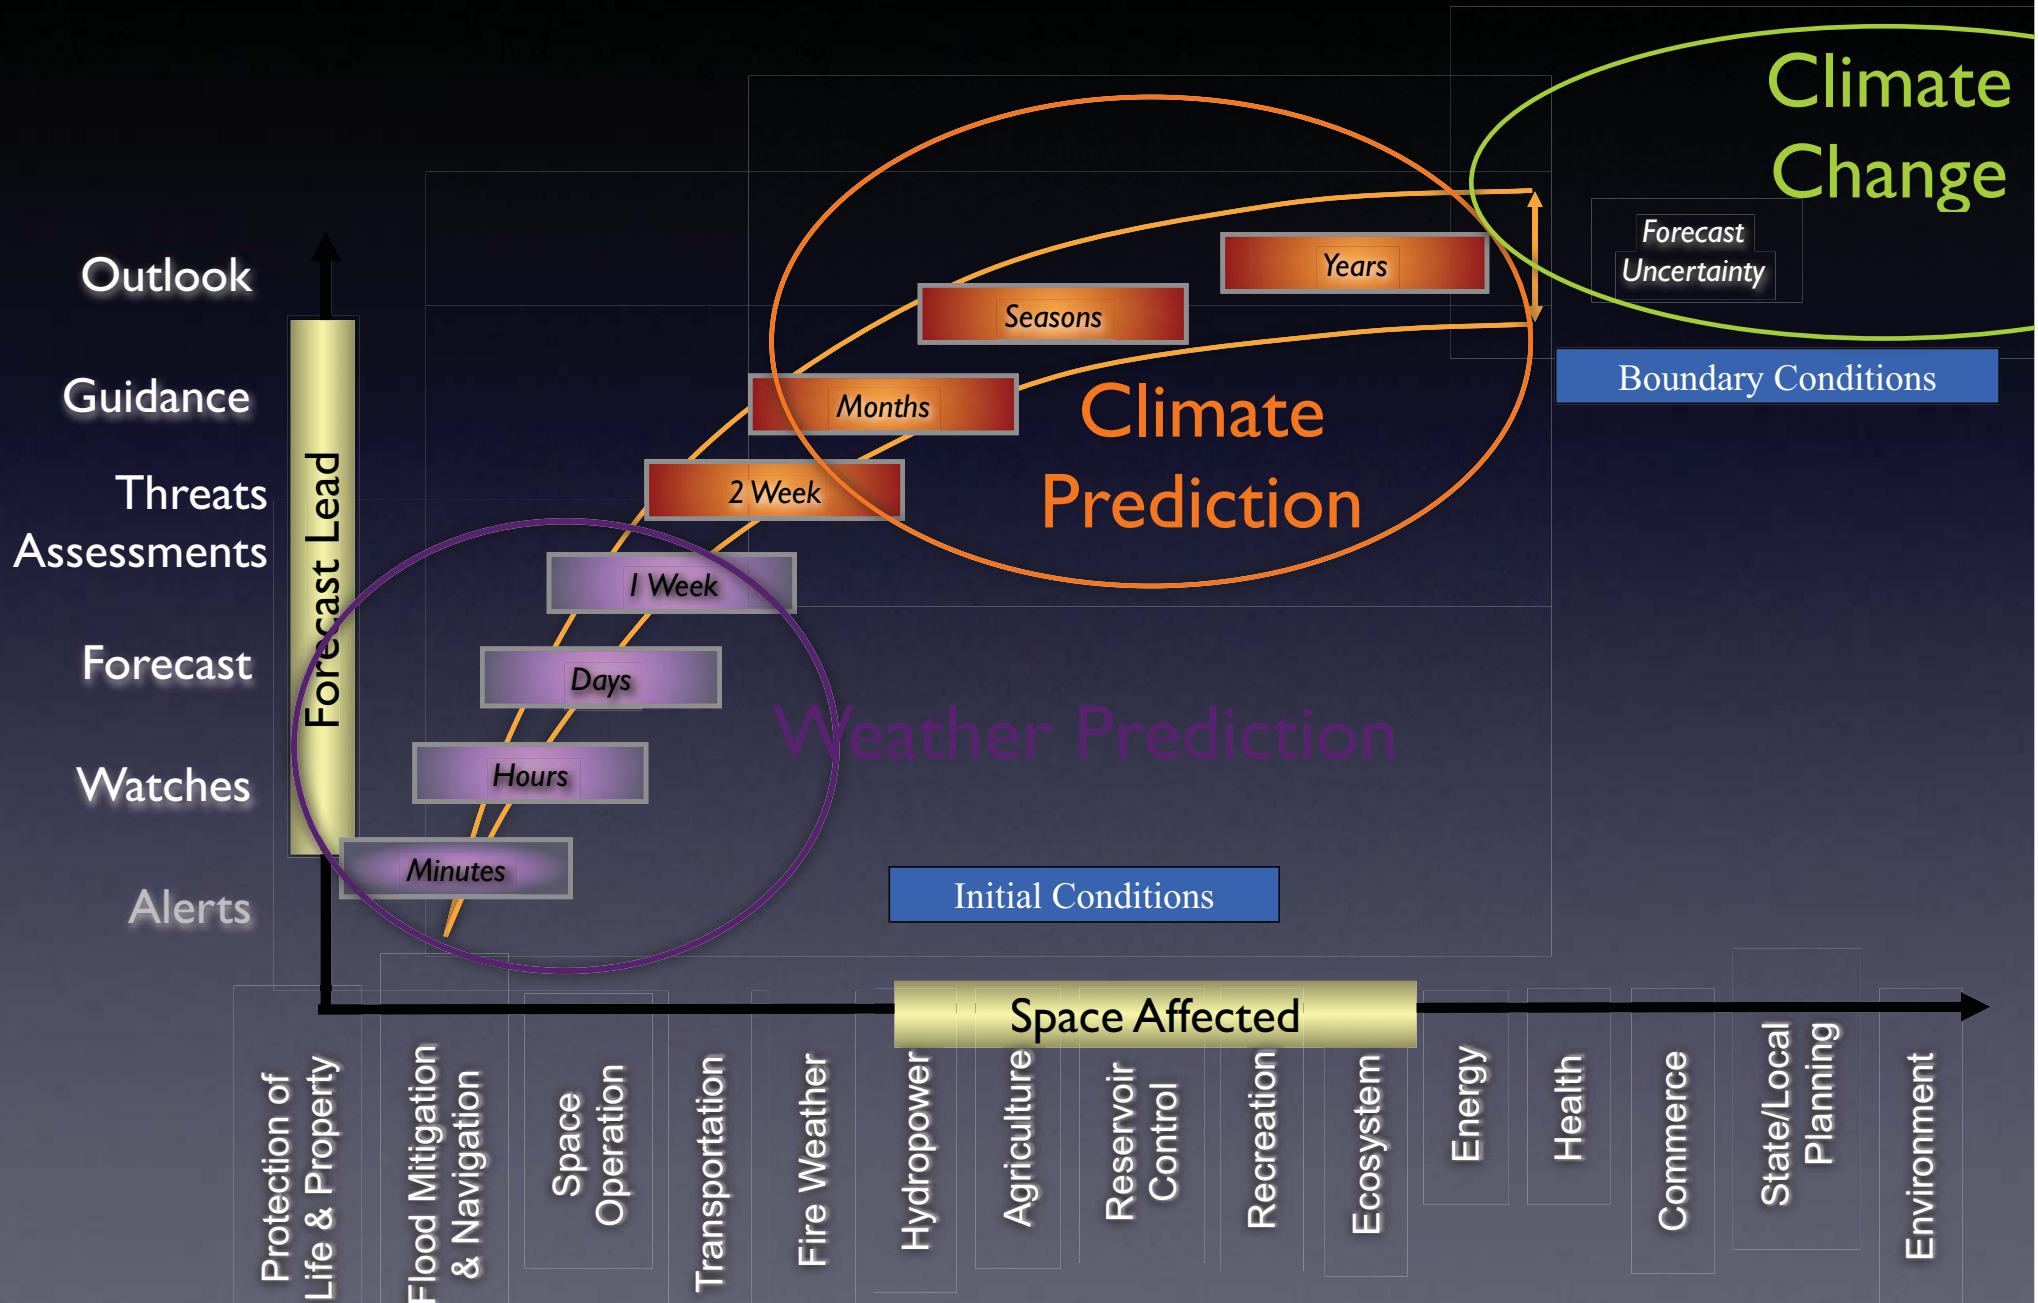 Climate
Change
Outlook
Guidance
Threats
Assessments
Forecast
Watches
Alerts
Forecast Lead
Forecast
Uncertainty
Years
Seasons
Months
2 Week
1 Week
Days
Hours
Minutes
Climate
Prediction
Boundary Conditions
Weather Prediction
Initial Conditions
Space Affected
Protection of
Life & Property
Flood Mitigation
& Navigation
Space
Operation
Transportation
Fire Weather
Hydropower
Agriculture
Reservoir
Control
Recreation
Ecosystem
Energy
Health
Commerce
State/Local
Planning
Environment